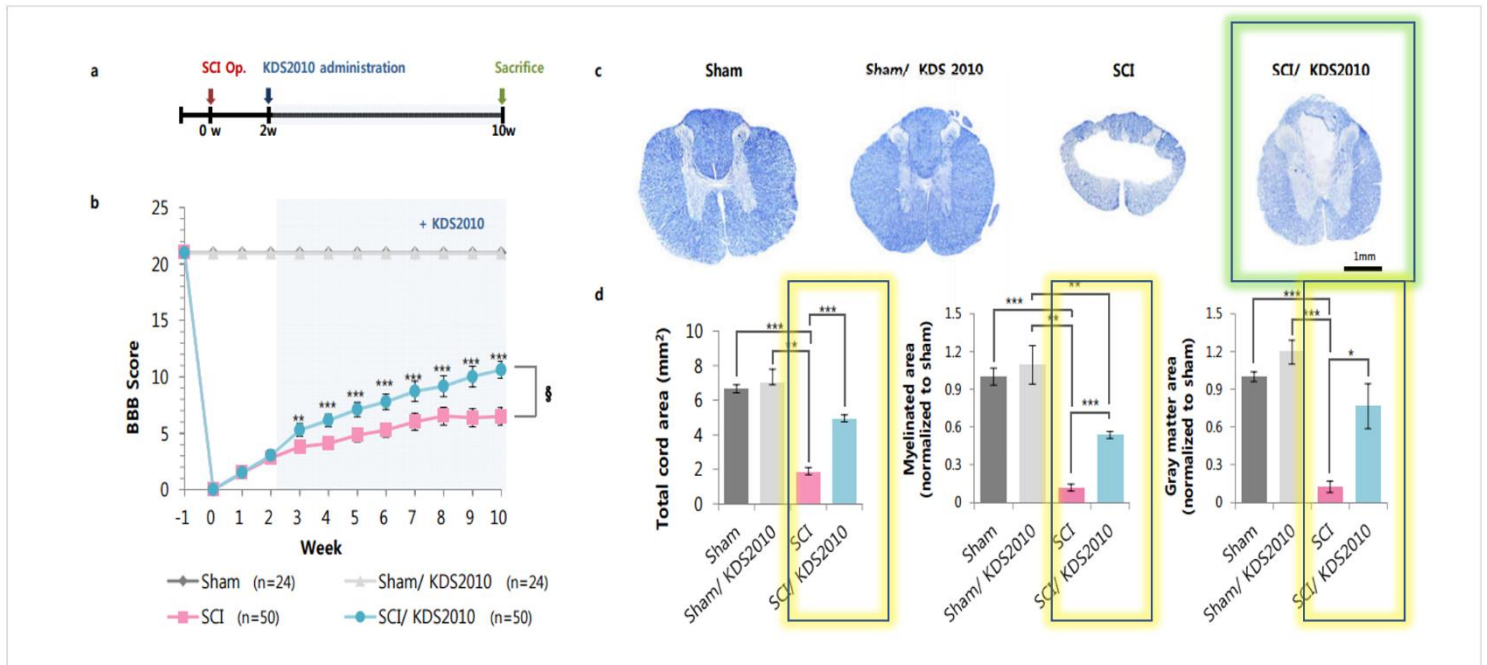 a
SCI Op. KDS2010 administration Sacrifice
0 w 2w 10w
b
+ KDS2010
BBB Score
25
20
15
10
5
0
** *** *** *** *** *** *** ***
§
-1 0 1 2 3 4 5 6 7 8 9 10
Week
Sham (n=24) Sham/ KDS2010 (n=24)
SCI (n=50) SCI/ KDS2010 (n=50)
c
Sham Sham/ KDS 2010 SCI SCI/ KDS2010
1mm
d
Total cord area (mm²)
10
8
6
4
2
0
***
***
**
Sham
Sham/ KDS2010
SCI
SCI/ KDS2010
Myelinated area
(normalized to sham)
1.5
1.2
0.9
0.6
0.3
0
**
***
**
***
Sham
Sham/ KDS2010
SCI
SCI/ KDS2010
Gray matter area
(normalized to sham)
1.5
1.2
0.9
0.6
0.3
0
***
***
*
Sham
Sham/ KDS2010
SCI
SCI/ KDS2010